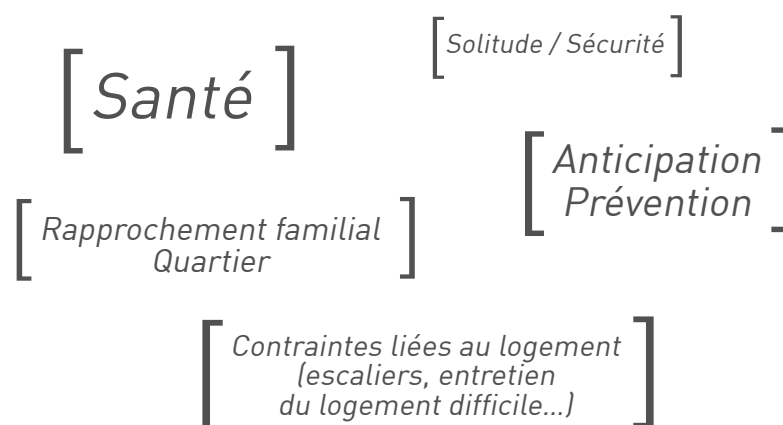 Solitude / Sécurité
Santé
Anticipation
Prévention
Rapprochement familial
Quartier
Contraintes liées au logement
(escaliers, entretien
du logement difficile...)